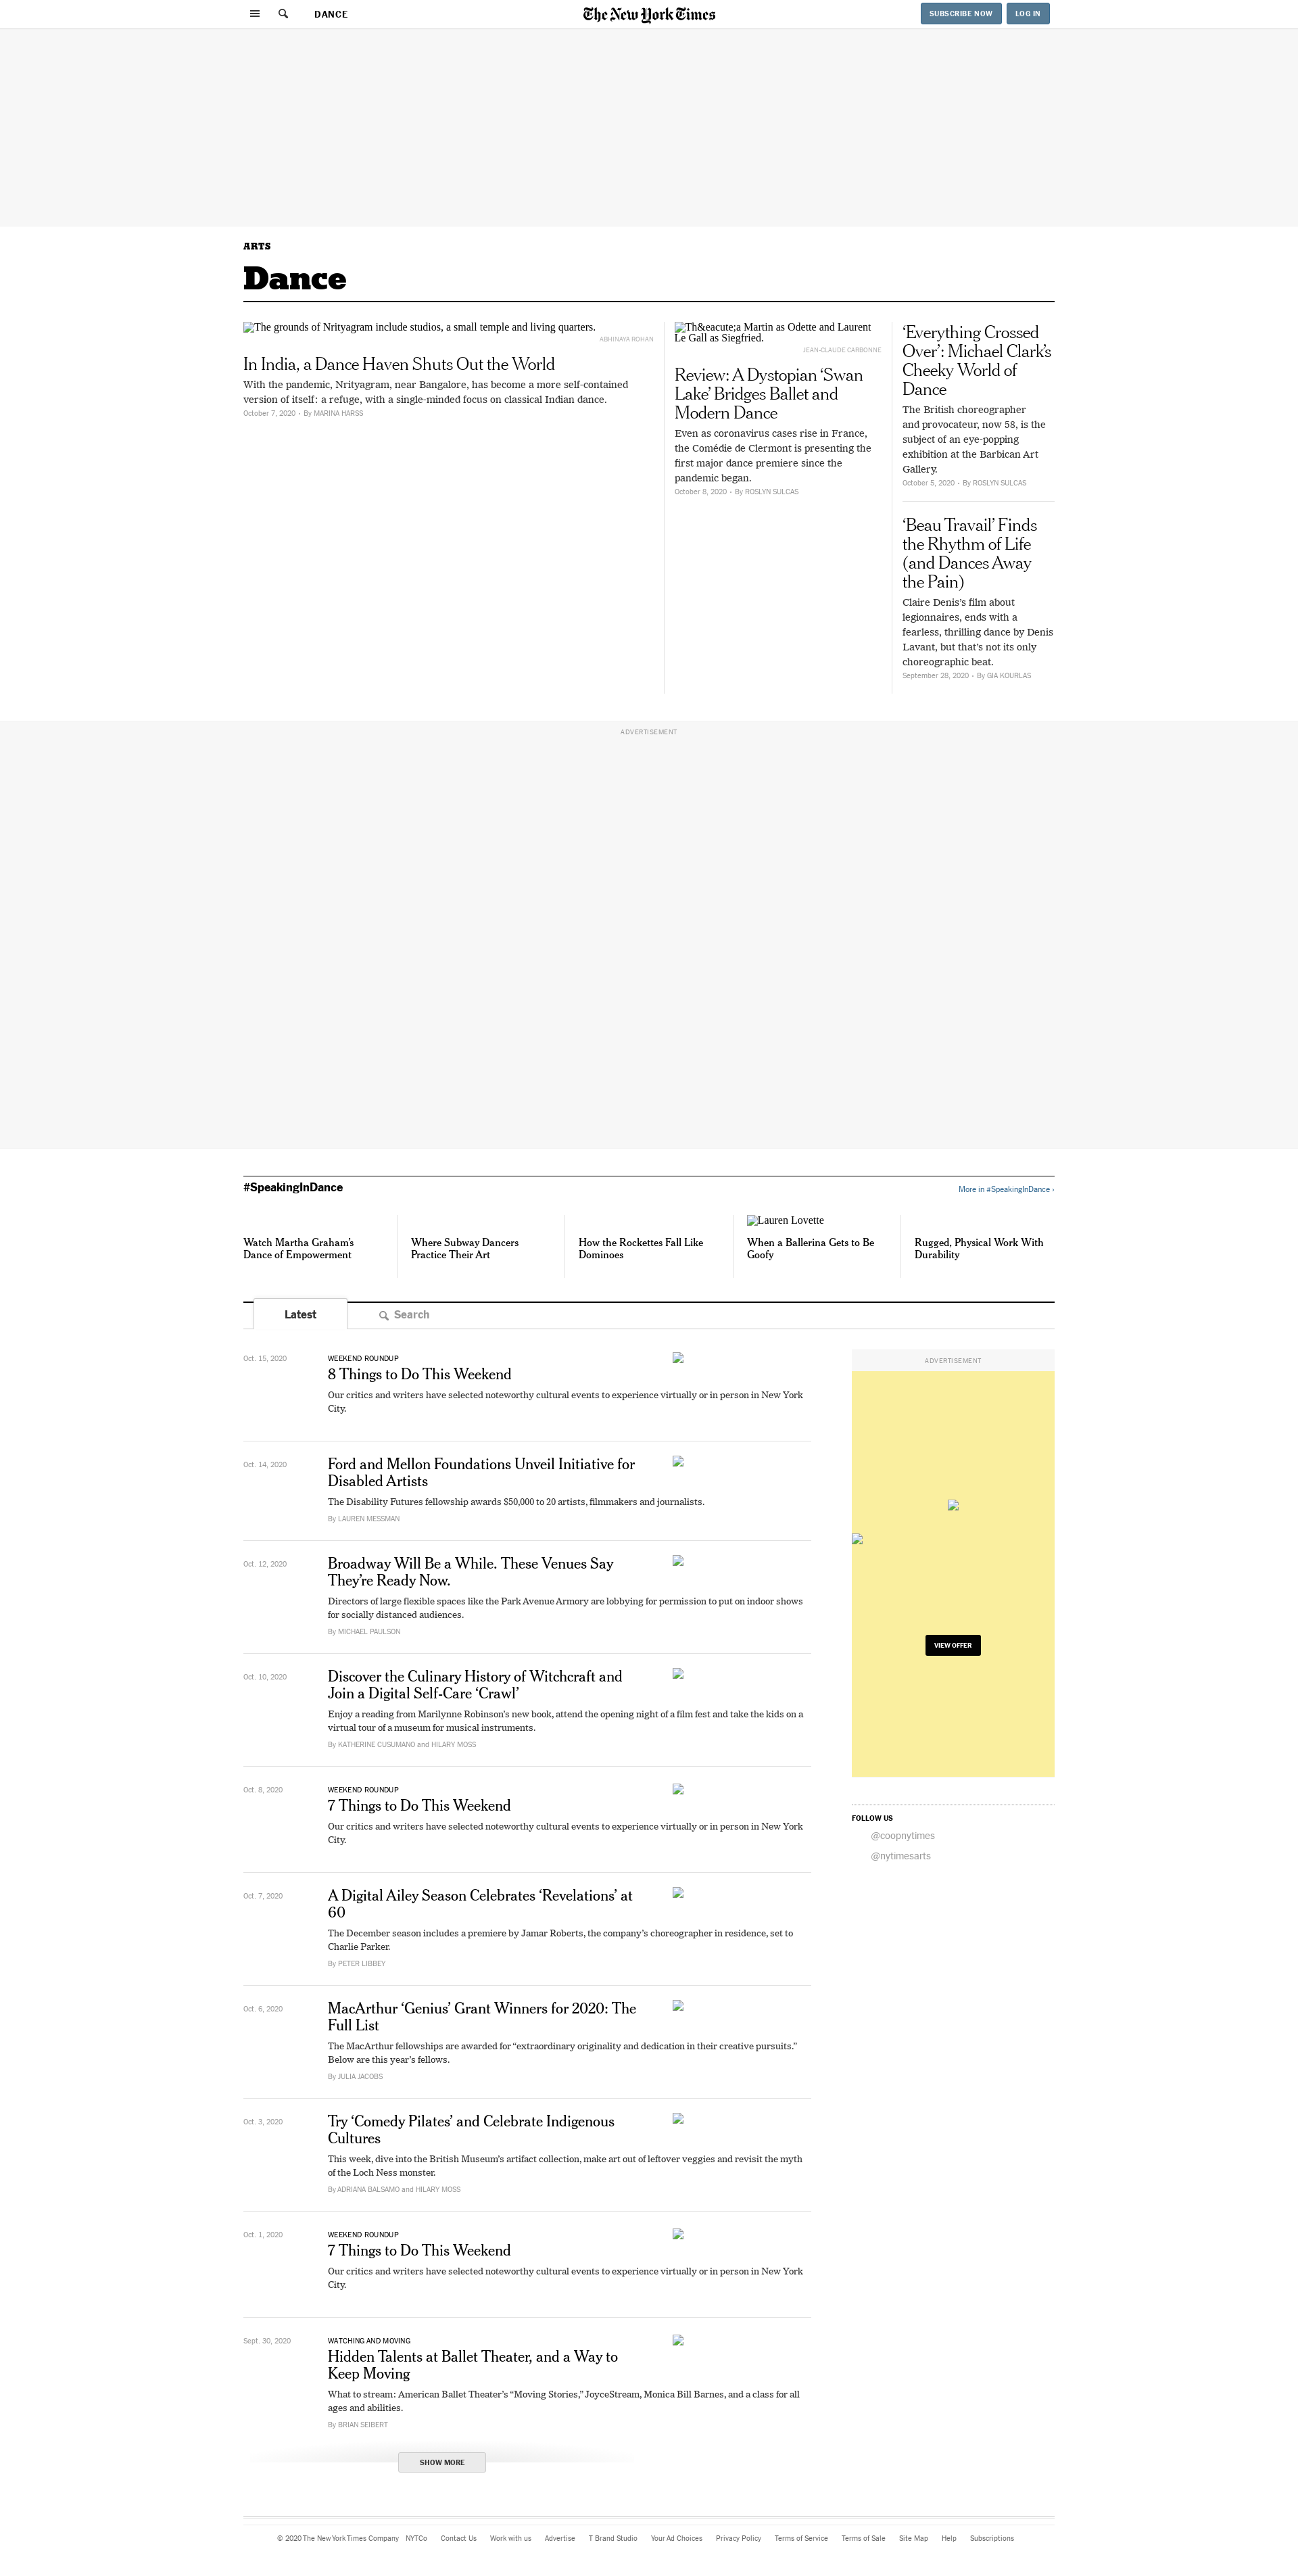 DANCE
The New York Times
SUBSCRIBE NOW
LOG IN
ARTS
Dance
The grounds of Nrityagram include studios, a small temple and living quarters.
ABHINAYA ROHAN
In India, a Dance Haven Shuts Out the World
With the pandemic, Nrityagram, near Bangalore, has become a more self-contained
version of itself: a refuge, with a single-minded focus on classical Indian dance.
October 7, 2020 · By MARINA HARSS
Th&eacute;a Martin as Odette and Laurent
Le Gall as Siegfried.
JEAN-CLAUDE CARBONNE
Review: A Dystopian ‘Swan
Lake’ Bridges Ballet and
Modern Dance
Even as coronavirus cases rise in France,
the Comédie de Clermont is presenting the
first major dance premiere since the
pandemic began.
October 8, 2020 · By ROSLYN SULCAS
‘Everything Crossed
Over’: Michael Clark’s
Cheeky World of
Dance
The British choreographer
and provocateur, now 58, is the
subject of an eye-popping
exhibition at the Barbican Art
Gallery.
October 5, 2020 · By ROSLYN SULCAS
‘Beau Travail’ Finds
the Rhythm of Life
(and Dances Away
the Pain)
Claire Denis’s film about
legionnaires, ends with a
fearless, thrilling dance by Denis
Lavant, but that’s not its only
choreographic beat.
September 28, 2020 · By GIA KOURLAS
ADVERTISEMENT
#SpeakingInDance
More in #SpeakingInDance ›
Watch Martha Graham’s
Dance of Empowerment
Where Subway Dancers
Practice Their Art
How the Rockettes Fall Like
Dominoes
Lauren Lovette
When a Ballerina Gets to Be
Goofy
Rugged, Physical Work With
Durability
Latest
Search
Oct. 15, 2020
WEEKEND ROUNDUP
8 Things to Do This Weekend
Our critics and writers have selected noteworthy cultural events to experience virtually or in person in New York
City.
Oct. 14, 2020
Ford and Mellon Foundations Unveil Initiative for
Disabled Artists
The Disability Futures fellowship awards $50,000 to 20 artists, filmmakers and journalists.
By LAUREN MESSMAN
Oct. 12, 2020
Broadway Will Be a While. These Venues Say
They’re Ready Now.
Directors of large flexible spaces like the Park Avenue Armory are lobbying for permission to put on indoor shows
for socially distanced audiences.
By MICHAEL PAULSON
Oct. 10, 2020
Discover the Culinary History of Witchcraft and
Join a Digital Self-Care ‘Crawl’
Enjoy a reading from Marilynne Robinson’s new book, attend the opening night of a film fest and take the kids on a
virtual tour of a museum for musical instruments.
By KATHERINE CUSUMANO and HILARY MOSS
Oct. 8, 2020
WEEKEND ROUNDUP
7 Things to Do This Weekend
Our critics and writers have selected noteworthy cultural events to experience virtually or in person in New York
City.
Oct. 7, 2020
A Digital Ailey Season Celebrates ‘Revelations’ at
60
The December season includes a premiere by Jamar Roberts, the company’s choreographer in residence, set to
Charlie Parker.
By PETER LIBBEY
Oct. 6, 2020
MacArthur ‘Genius’ Grant Winners for 2020: The
Full List
The MacArthur fellowships are awarded for “extraordinary originality and dedication in their creative pursuits.”
Below are this year’s fellows.
By JULIA JACOBS
Oct. 3, 2020
Try ‘Comedy Pilates’ and Celebrate Indigenous
Cultures
This week, dive into the British Museum’s artifact collection, make art out of leftover veggies and revisit the myth
of the Loch Ness monster.
By ADRIANA BALSAMO and HILARY MOSS
Oct. 1, 2020
WEEKEND ROUNDUP
7 Things to Do This Weekend
Our critics and writers have selected noteworthy cultural events to experience virtually or in person in New York
City.
Sept. 30, 2020
WATCHING AND MOVING
Hidden Talents at Ballet Theater, and a Way to
Keep Moving
What to stream: American Ballet Theater’s “Moving Stories,” JoyceStream, Monica Bill Barnes, and a class for all
ages and abilities.
By BRIAN SEIBERT
SHOW MORE
ADVERTISEMENT
VIEW OFFER
FOLLOW US
@coopnytimes
@nytimesarts
© 2020 The New York Times Company NYTCo Contact Us Work with us Advertise T Brand Studio Your Ad Choices Privacy Policy Terms of Service Terms of Sale Site Map Help Subscriptions